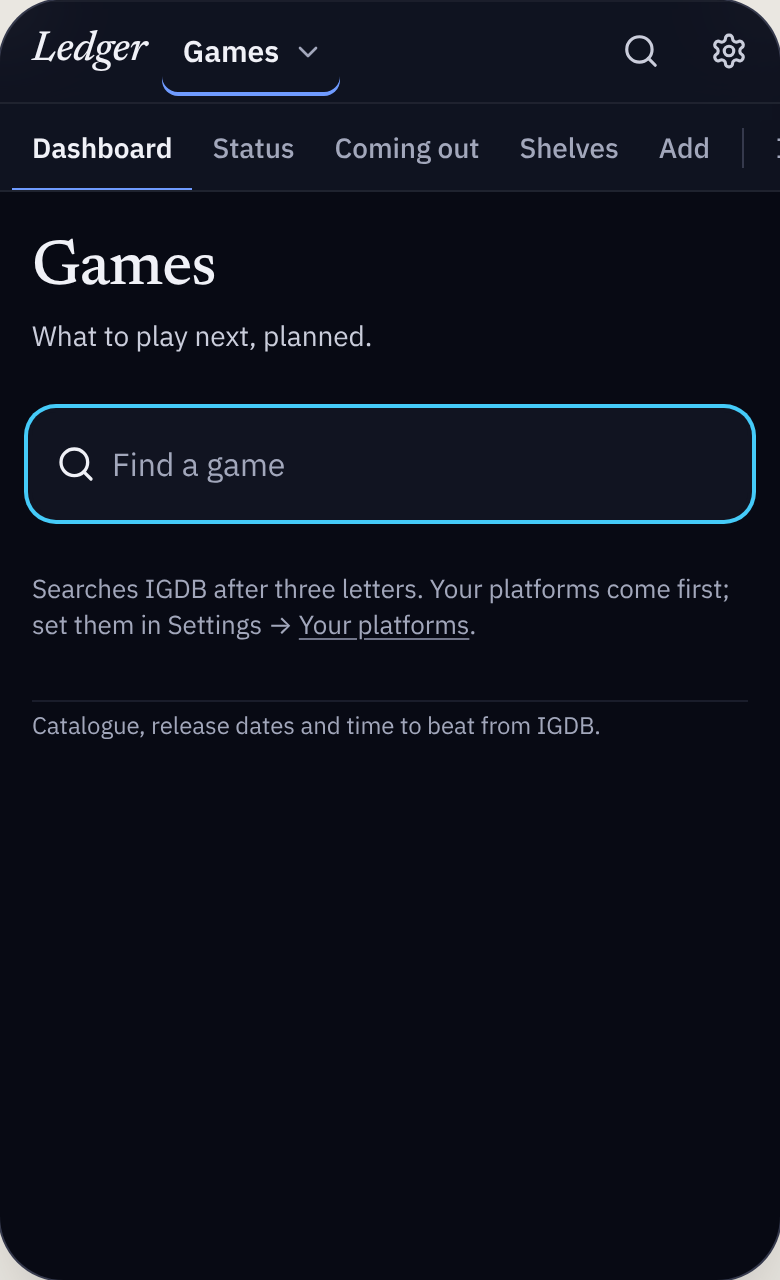 Ledger Games
Dashboard Status Coming out Shelves Add
Games
What to play next, planned.
Find a game
Searches IGDB after three letters. Your platforms come first;
set them in Settings → Your platforms.
Catalogue, release dates and time to beat from IGDB.